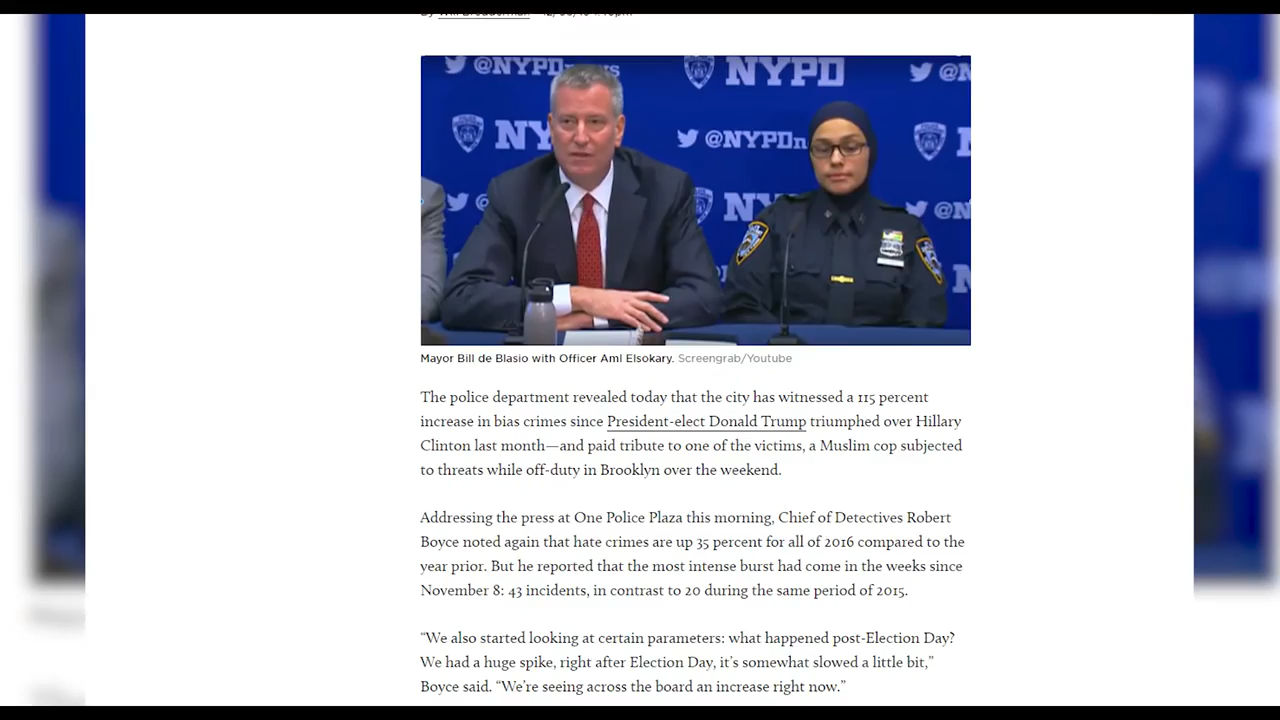 @NYPDnews
NYPD
@N
NY
@NYPDn
NY
@N
Mayor Bill de Blasio with Officer Aml Elsokary. Screengrab/Youtube
The police department revealed today that the city has witnessed a 115 percent
increase in bias crimes since President-elect Donald Trump triumphed over Hillary
Clinton last month—and paid tribute to one of the victims, a Muslim cop subjected
to threats while off-duty in Brooklyn over the weekend.
Addressing the press at One Police Plaza this morning, Chief of Detectives Robert
Boyce noted again that hate crimes are up 35 percent for all of 2016 compared to the
year prior. But he reported that the most intense burst had come in the weeks since
November 8: 43 incidents, in contrast to 20 during the same period of 2015.
“We also started looking at certain parameters: what happened post-Election Day?
We had a huge spike, right after Election Day, it’s somewhat slowed a little bit,”
Boyce said. “We’re seeing across the board an increase right now.”